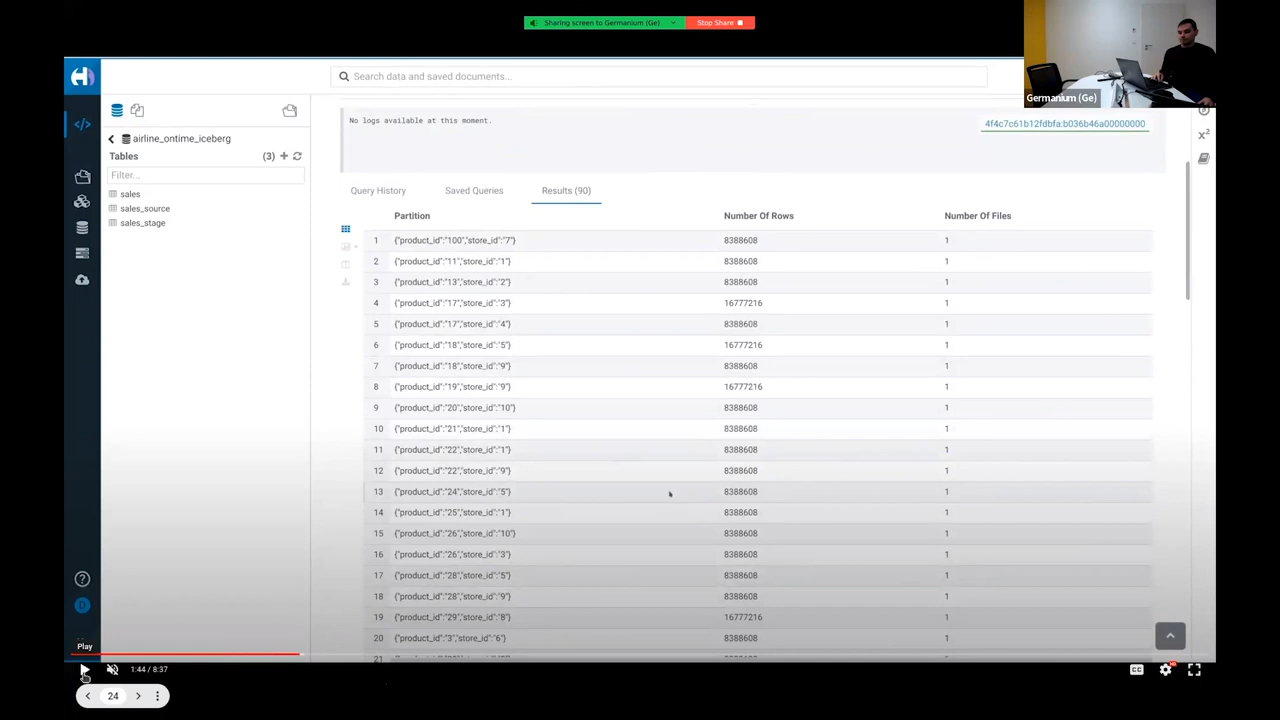 Sharing screen to Germanium (Ge)
Stop Share
Search data and saved documents...
Germanium (Ge)
airline_ontime_iceberg
Tables (3)
Filter...
sales
sales_source
sales_stage
No logs available at this moment.
4f4c7c61b12fdbfa:b036b46a00000000
Query History Saved Queries Results (90)
Partition Number Of Rows Number Of Files
1 {"product_id":"100","store_id":"7"} 8388608 1
2 {"product_id":"11","store_id":"1"} 8388608 1
3 {"product_id":"13","store_id":"2"} 8388608 1
4 {"product_id":"17","store_id":"3"} 16777216 1
5 {"product_id":"17","store_id":"4"} 8388608 1
6 {"product_id":"18","store_id":"5"} 16777216 1
7 {"product_id":"18","store_id":"9"} 8388608 1
8 {"product_id":"19","store_id":"9"} 16777216 1
9 {"product_id":"20","store_id":"10"} 8388608 1
10 {"product_id":"21","store_id":"1"} 8388608 1
11 {"product_id":"22","store_id":"1"} 8388608 1
12 {"product_id":"22","store_id":"9"} 8388608 1
13 {"product_id":"24","store_id":"5"} 8388608 1
14 {"product_id":"25","store_id":"1"} 8388608 1
15 {"product_id":"26","store_id":"10"} 8388608 1
16 {"product_id":"26","store_id":"3"} 8388608 1
17 {"product_id":"28","store_id":"5"} 8388608 1
18 {"product_id":"28","store_id":"9"} 8388608 1
19 {"product_id":"29","store_id":"8"} 16777216 1
20 {"product_id":"3","store_id":"6"} 8388608 1
21
D
Play
1:44 / 8:37
CC
HD
24